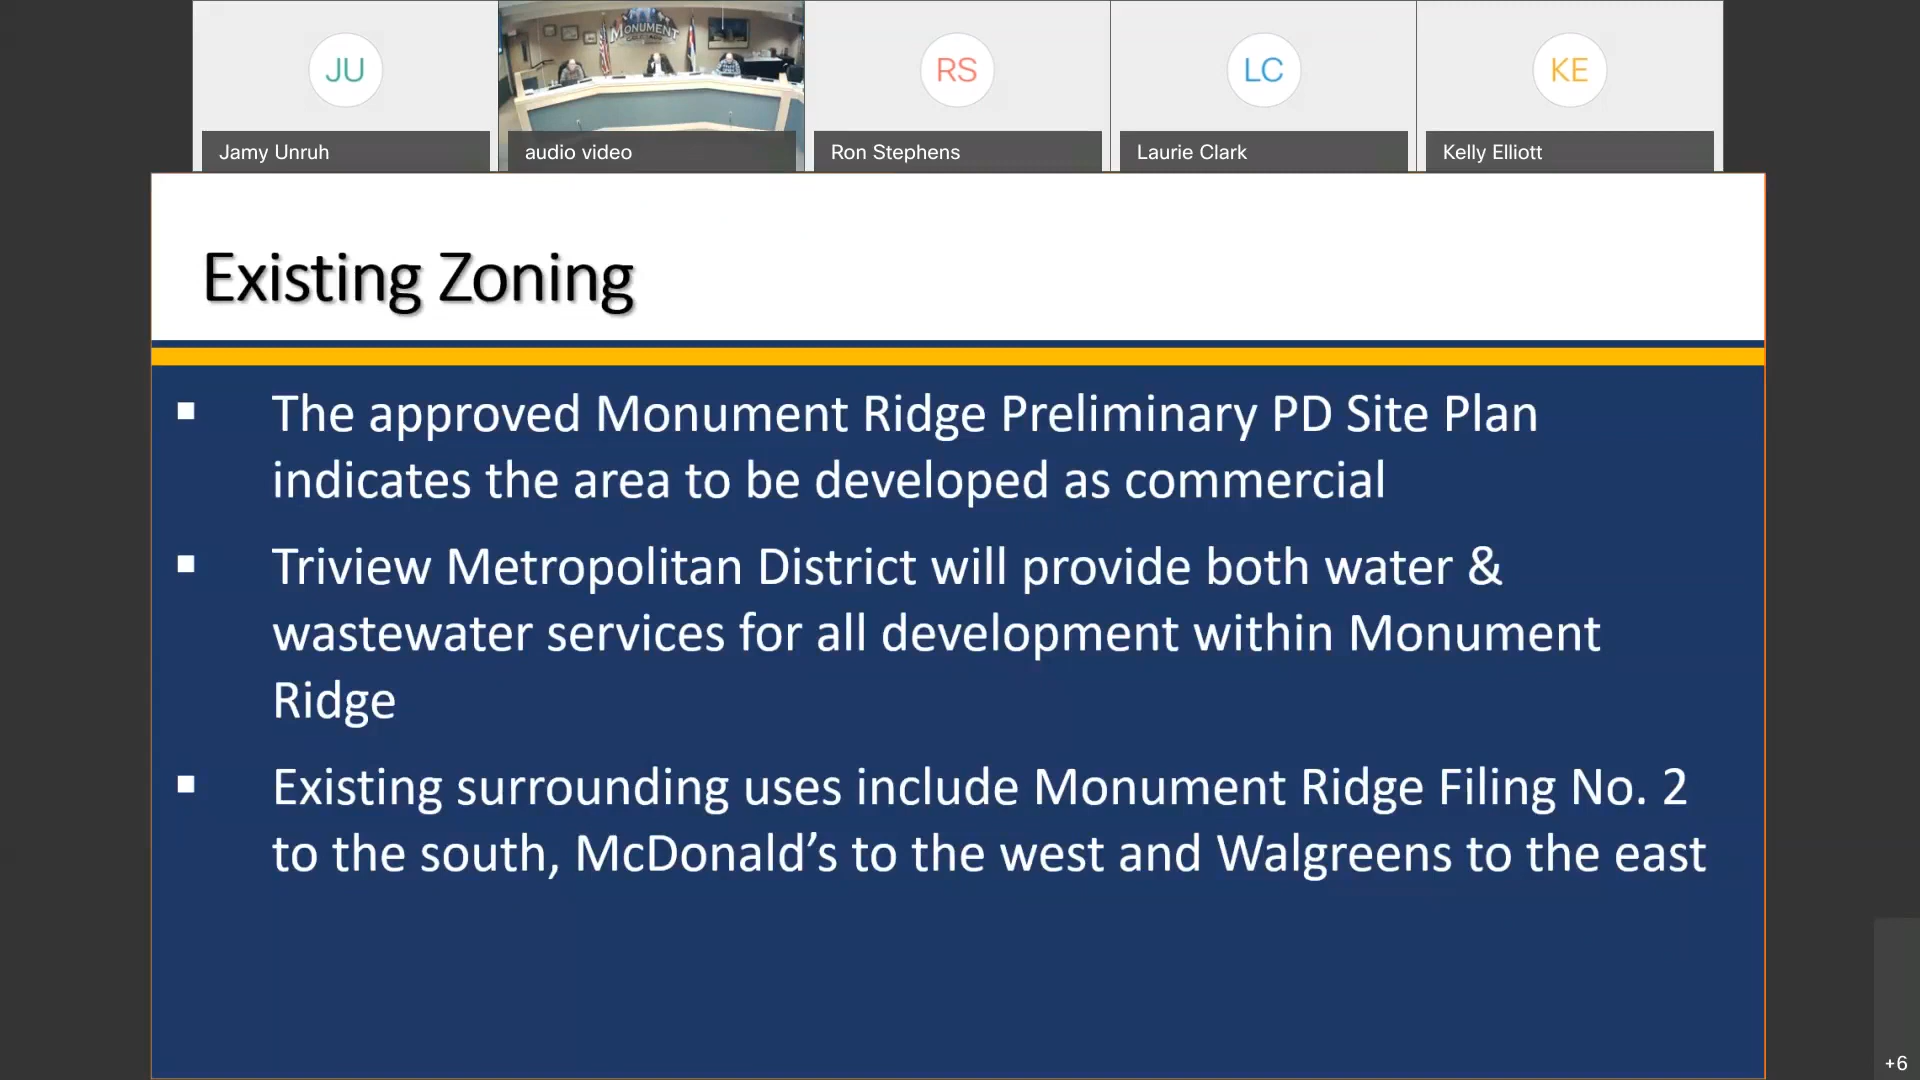 JU
MONUMENT
RS
LC
KE
Jamy Unruh
audio video
Ron Stephens
Laurie Clark
Kelly Elliott
Existing Zoning
▪ The approved Monument Ridge Preliminary PD Site Plan
indicates the area to be developed as commercial
▪ Triview Metropolitan District will provide both water &
wastewater services for all development within Monument
Ridge
▪ Existing surrounding uses include Monument Ridge Filing No. 2
to the south, McDonald’s to the west and Walgreens to the east
+6